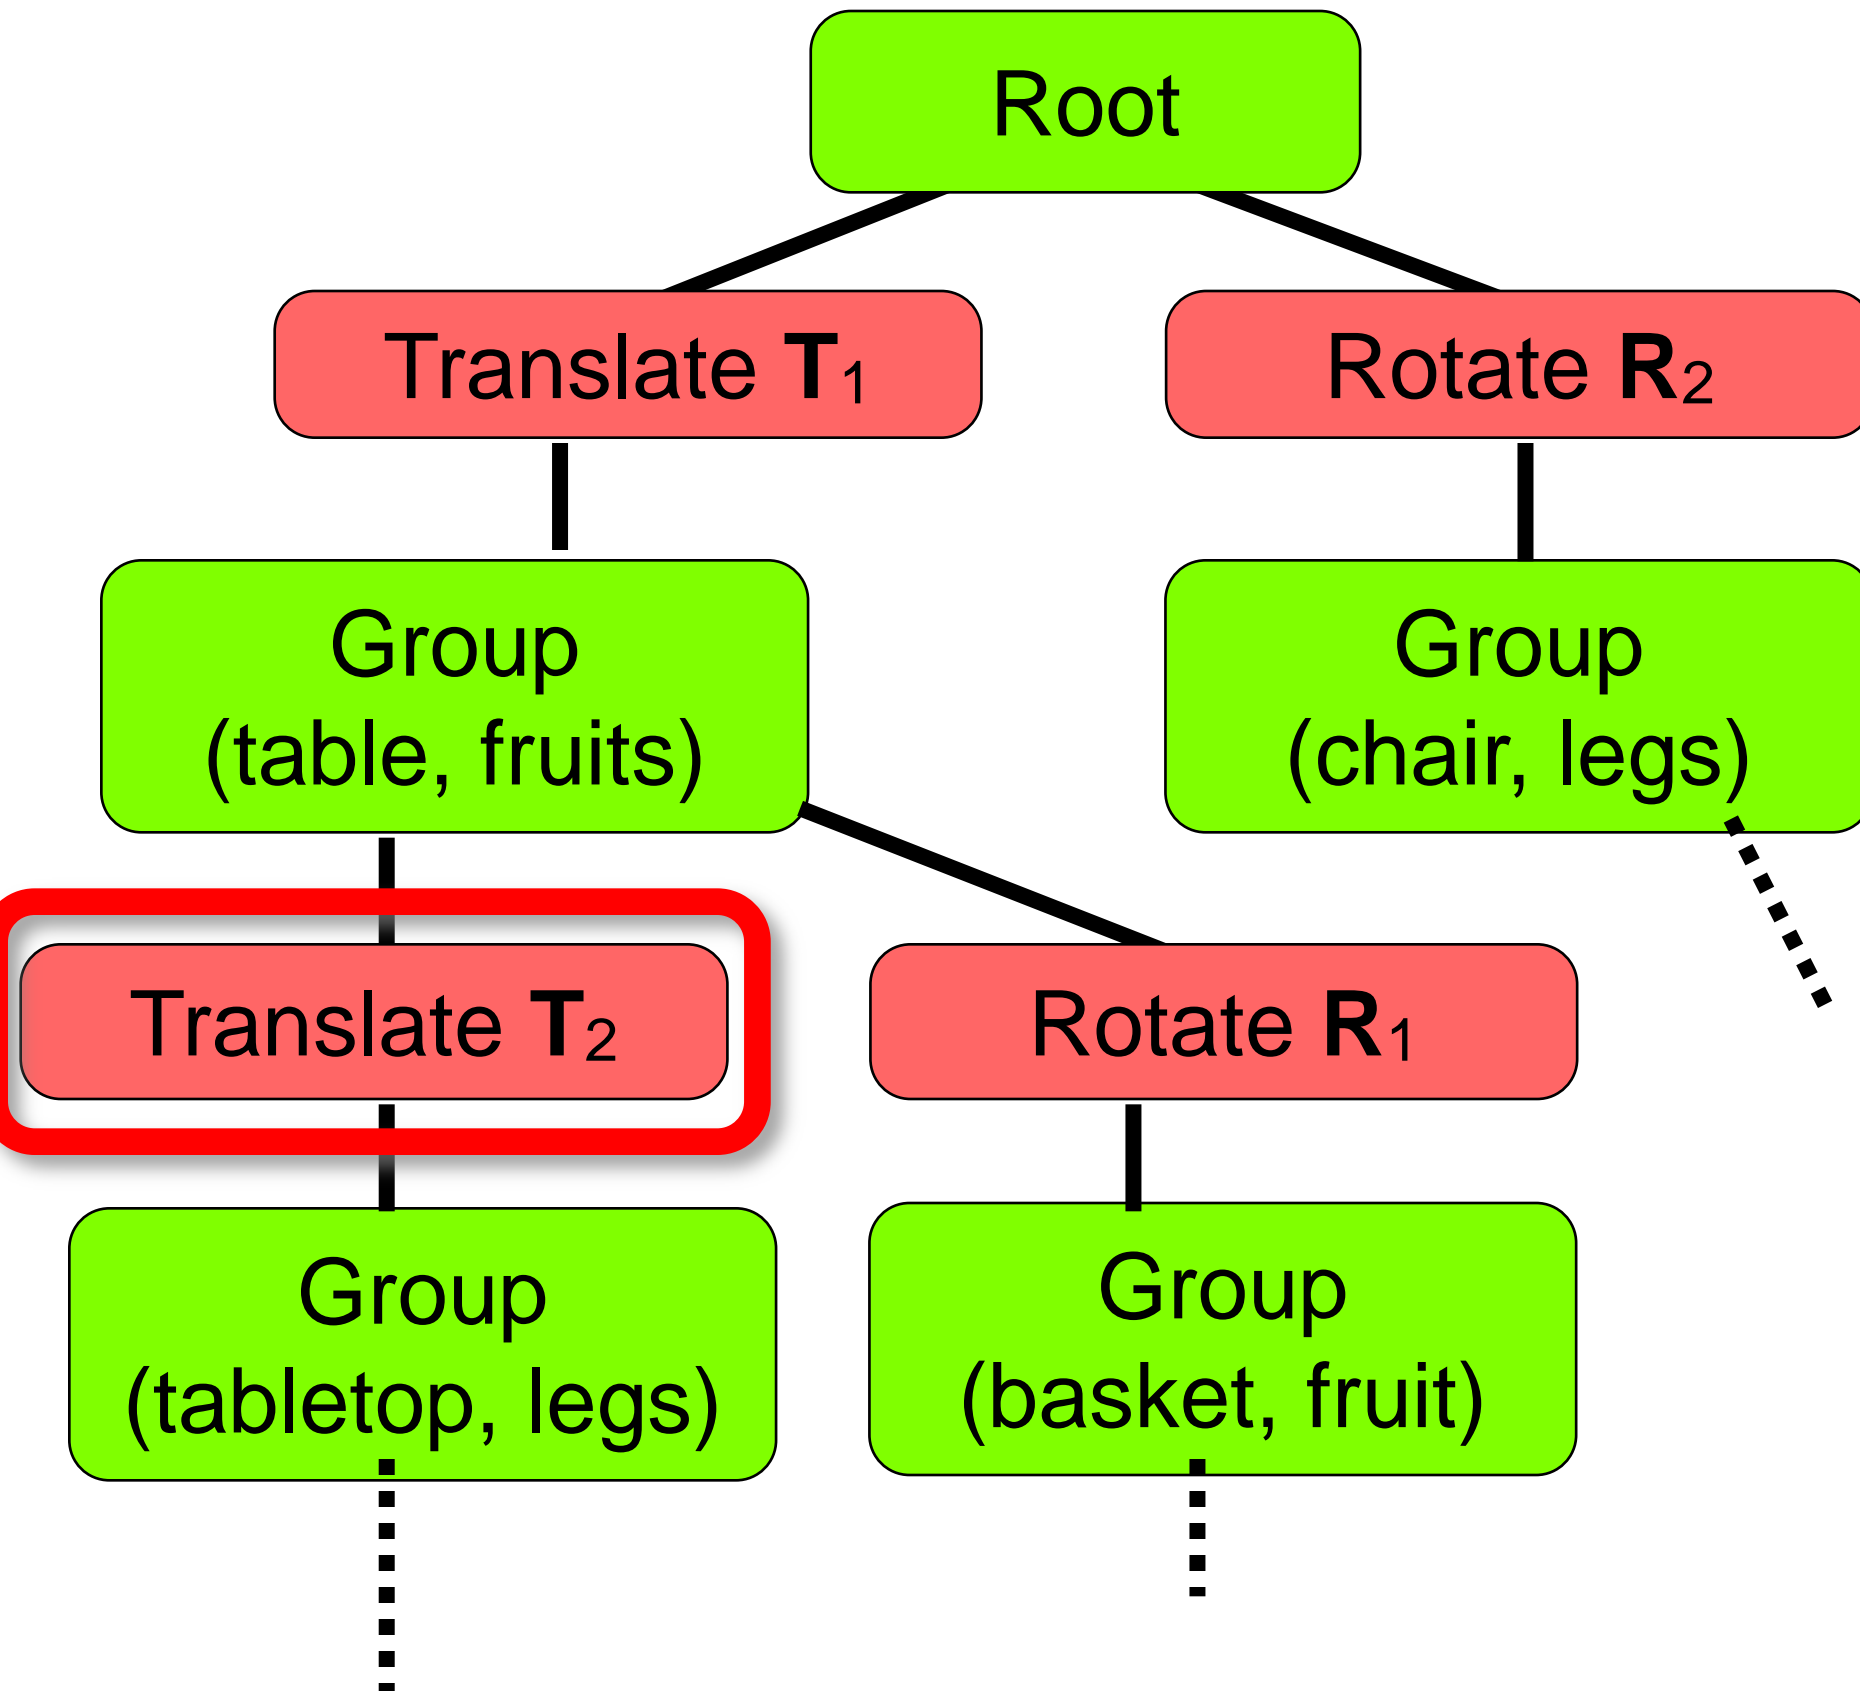 Root
Translate T₁
Rotate R₂
Group
(table, fruits)
Group
(chair, legs)
Translate T₂
Rotate R₁
Group
(tabletop, legs)
Group
(basket, fruit)